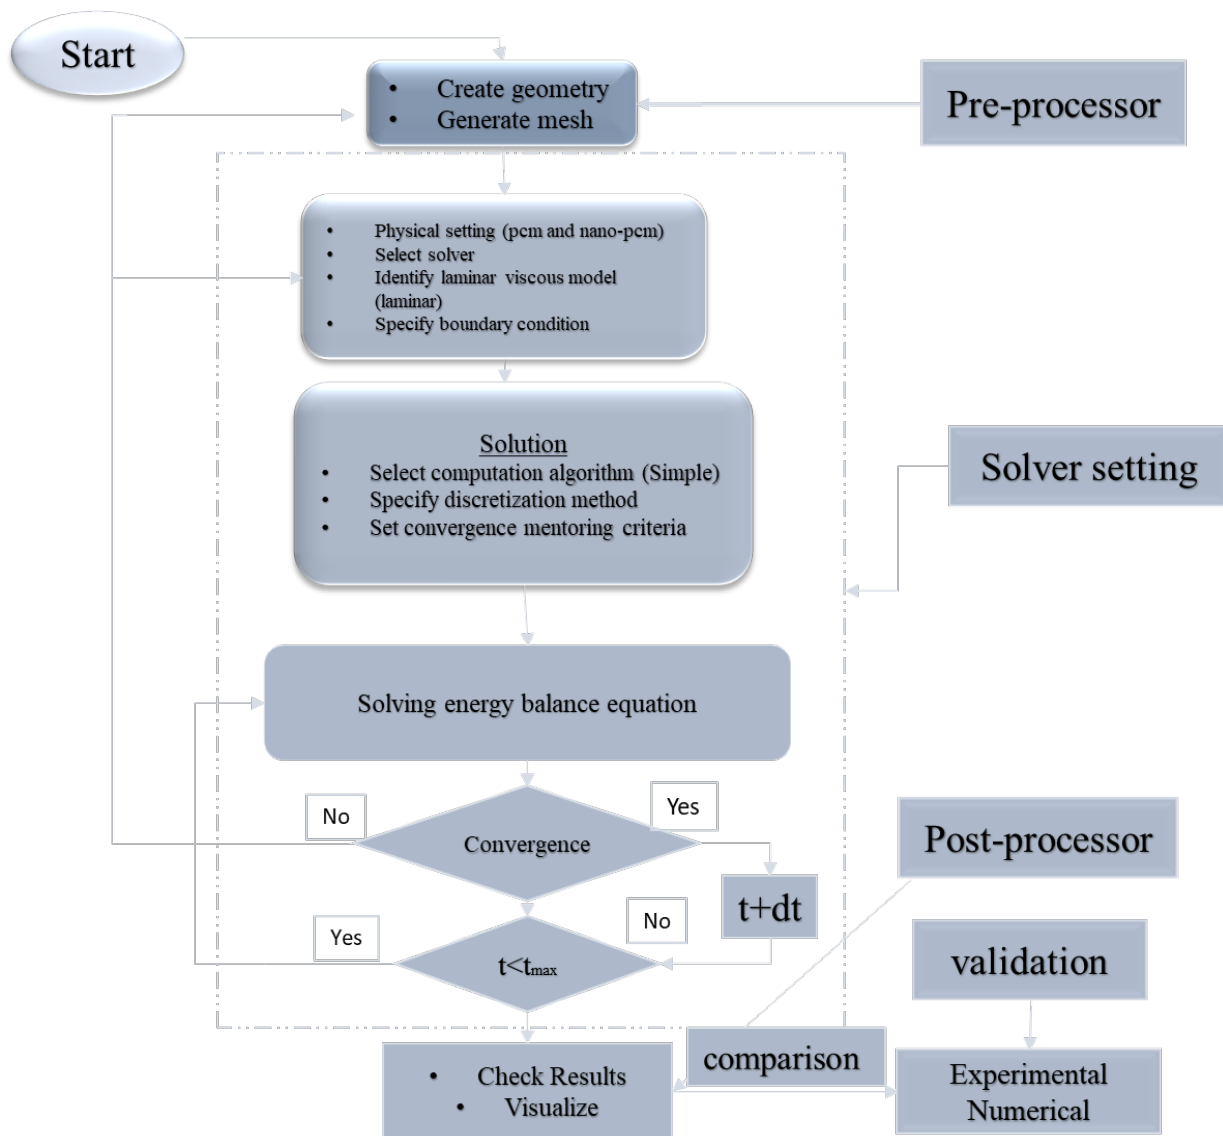 Start
• Create geometry
• Generate mesh
Pre-processor
• Physical setting (pcm and nano-pcm)
• Select solver
• Identify laminar viscous model
(laminar)
• Specify boundary condition
Solution
• Select computation algorithm (Simple)
• Specify discretization method
• Set convergence mentoring criteria
Solver setting
Solving energy balance equation
No
Yes
Convergence
Post-processor
t+dt
Yes
No
t<tmax
validation
comparison
• Check Results
• Visualize
Experimental
Numerical